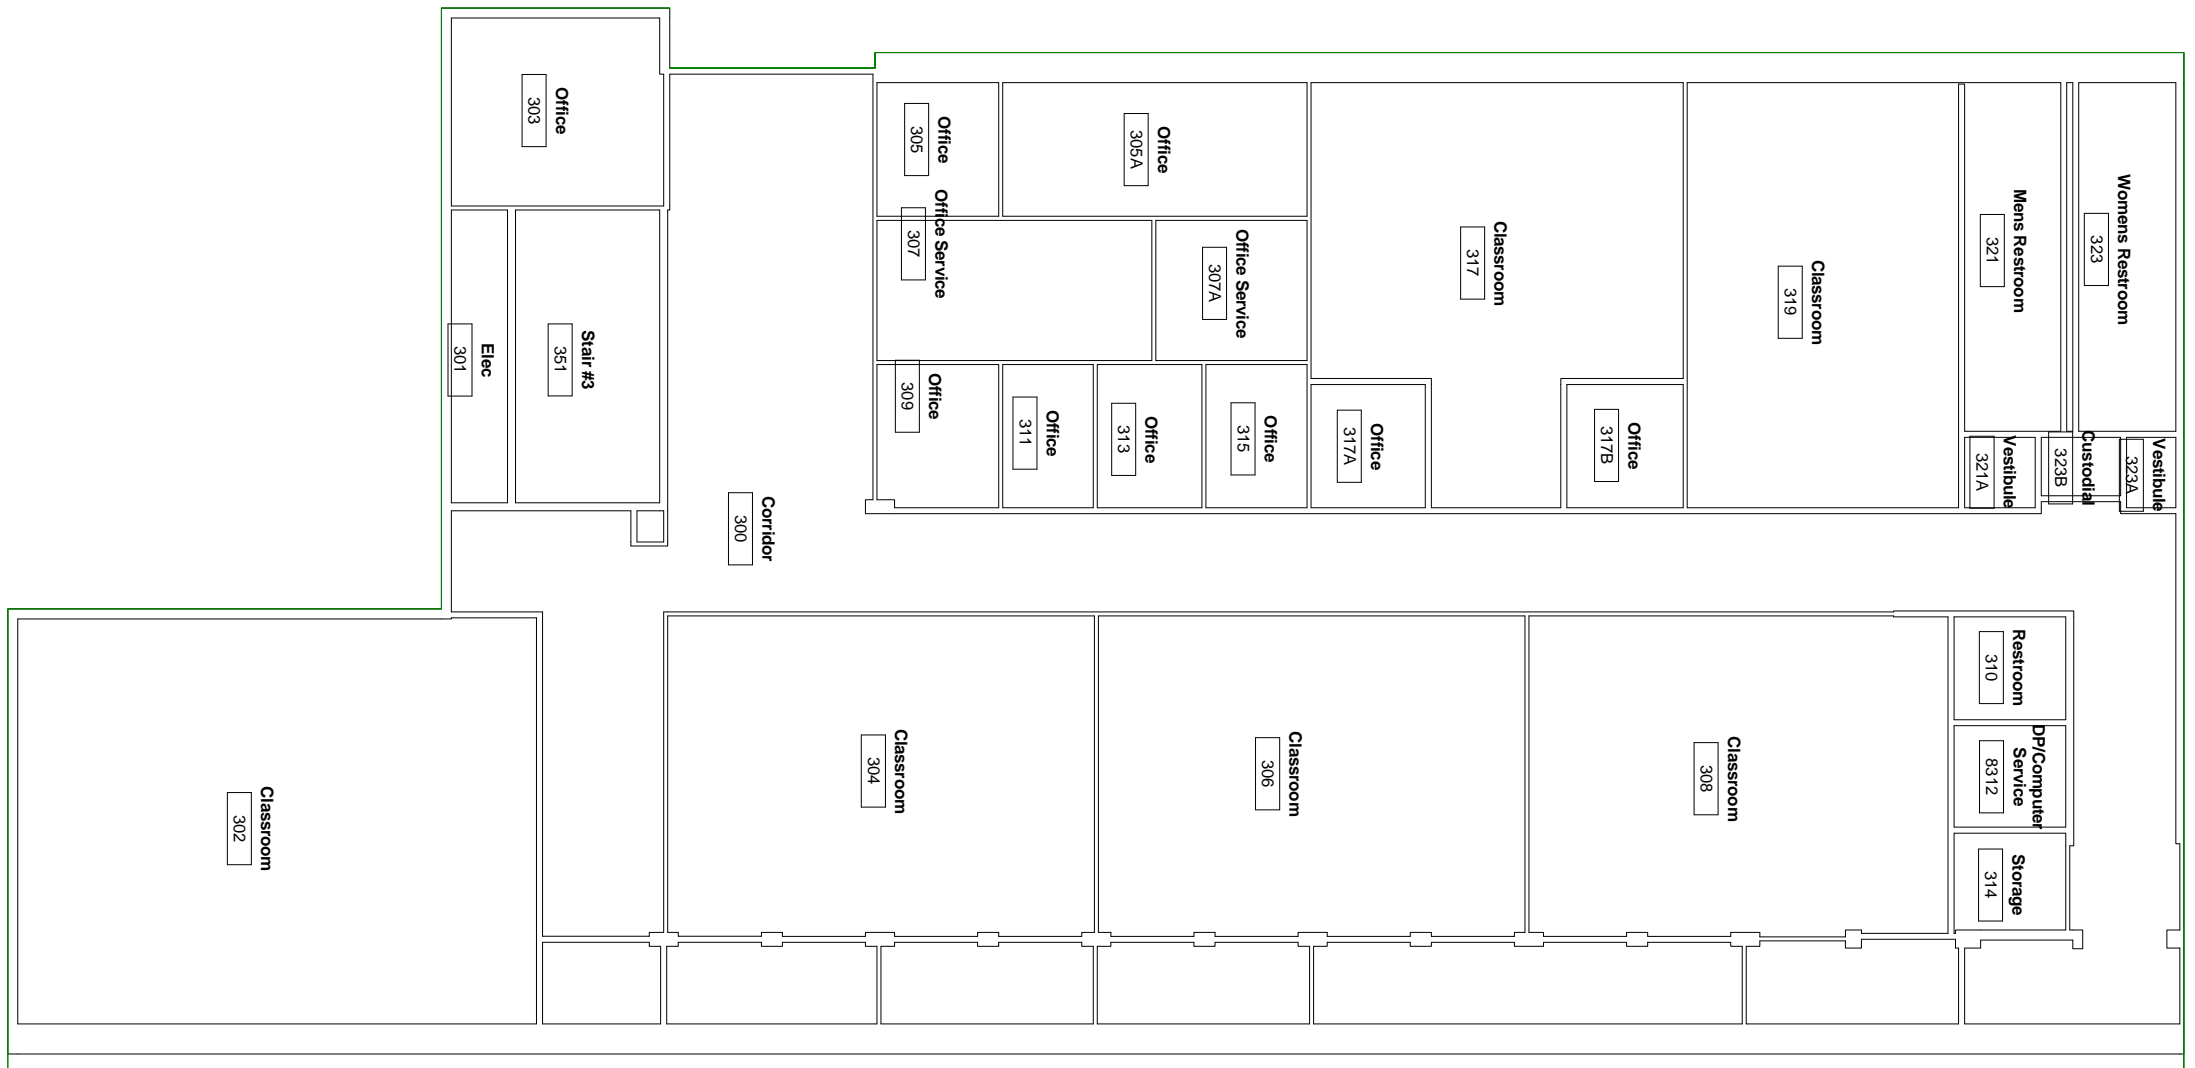 Office
303
Office
305
Office
305A
Office Service
307
Office Service
307A
Classroom
317
Classroom
319
Mens Restroom
321
Womens Restroom
323
Elec
301
Stair #3
351
Office
309
Office
311
Office
313
Office
315
Office
317A
Office
317B
Vestibule
321A
Custodial
323B
Vestibule
323A
Corridor
300
Classroom
302
Classroom
304
Classroom
306
Classroom
308
Restroom
310
DP/Computer
Service
8312
Storage
314